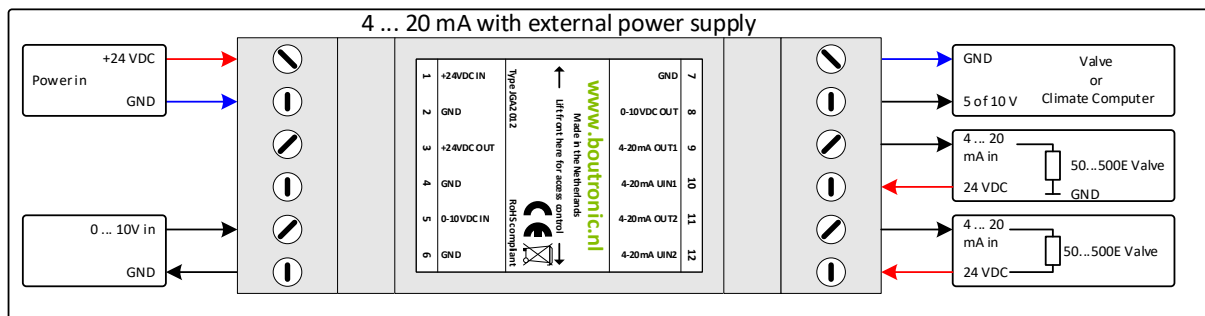 4 ... 20 mA with external power supply
+24 VDC
Power in
GND
0 ... 10V in
GND
1 +24VDC IN
2 GND
3 +24VDC OUT
4 GND
5 0-10VDC IN
6 GND
Type JGA2012
RoHS compliant
Lift front here for access control
Made in the Netherlands
www.boutronic.nl
GND 7
0-10VDC OUT 8
4-20mA OUT1 9
4-20mA UIN1 10
4-20mA OUT2 11
4-20mA UIN2 12
GND
5 of 10 V
Valve
or
Climate Computer
4 ... 20
mA in
24 VDC
50...500E Valve
GND
4 ... 20
mA in
24 VDC
50...500E Valve